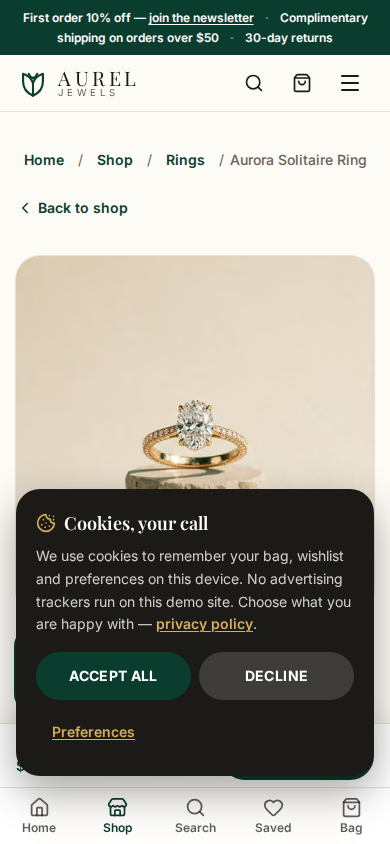 First order 10% off — join the newsletter · Complimentary
shipping on orders over $50 · 30-day returns
AUREL
JEWELS
Home / Shop / Rings / Aurora Solitaire Ring
Back to shop
Cookies, your call
We use cookies to remember your bag, wishlist
and preferences on this device. No advertising
trackers run on this demo site. Choose what you
are happy with — privacy policy.
ACCEPT ALL DECLINE
Preferences
Home Shop Search Saved Bag